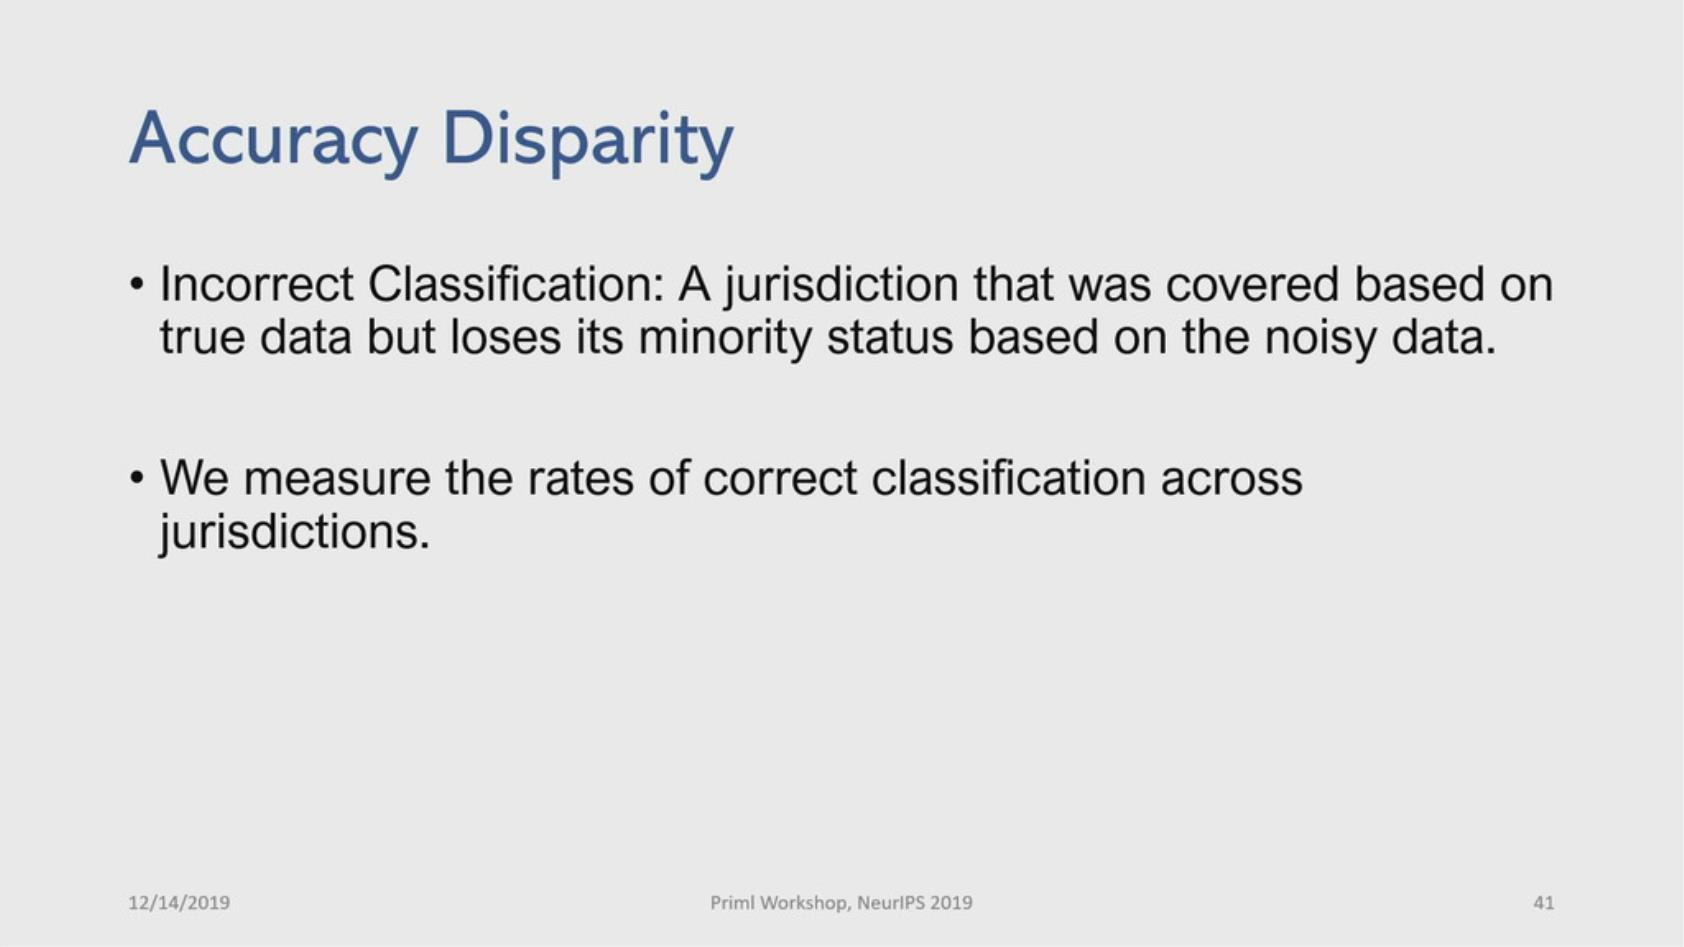 Accuracy Disparity
• Incorrect Classification: A jurisdiction that was covered based on
true data but loses its minority status based on the noisy data.
• We measure the rates of correct classification across
jurisdictions.
12/14/2019
Priml Workshop, NeurIPS 2019
41